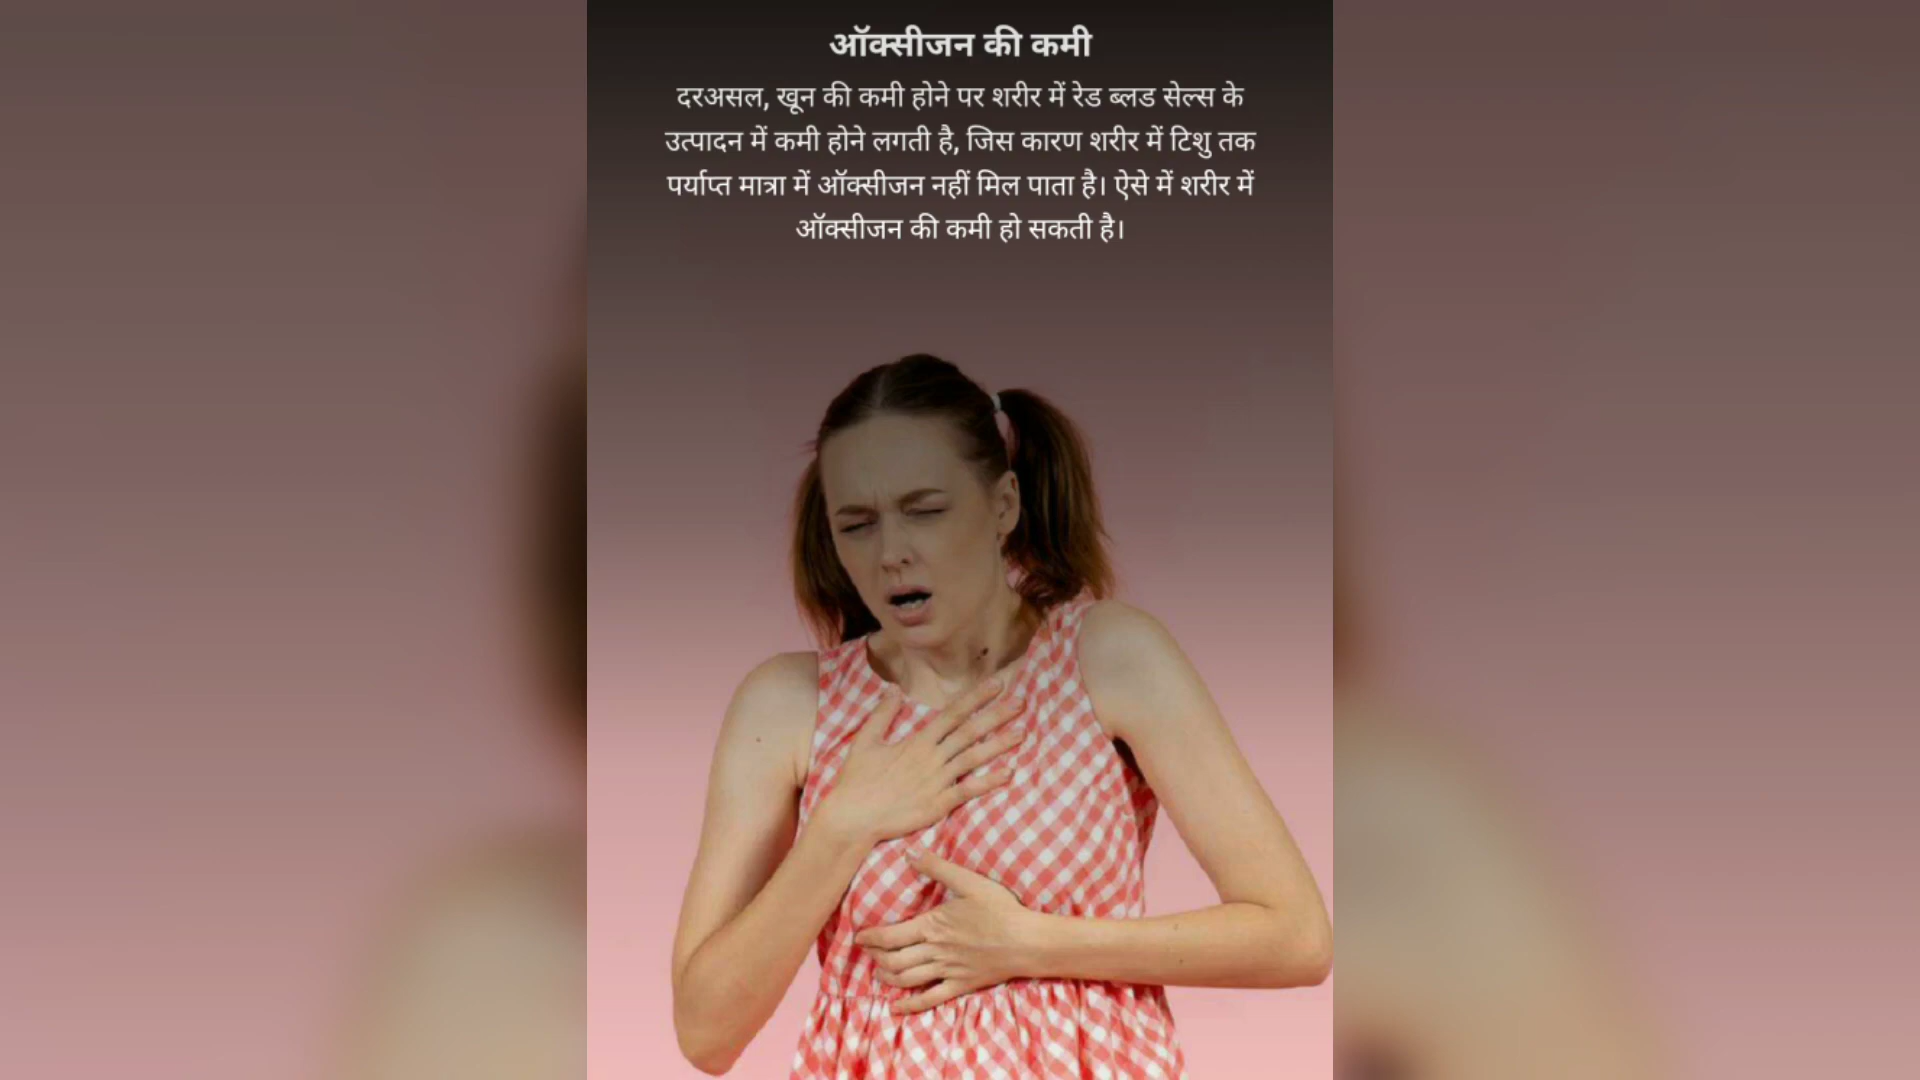 ऑक्सीजन की कमी
दरअसल, खून की कमी होने पर शरीर में रेड ब्लड सेल्स के
उत्पादन में कमी होने लगती है, जिस कारण शरीर में टिशु तक
पर्याप्त मात्रा में ऑक्सीजन नहीं मिल पाता है। ऐसे में शरीर में
ऑक्सीजन की कमी हो सकती है।